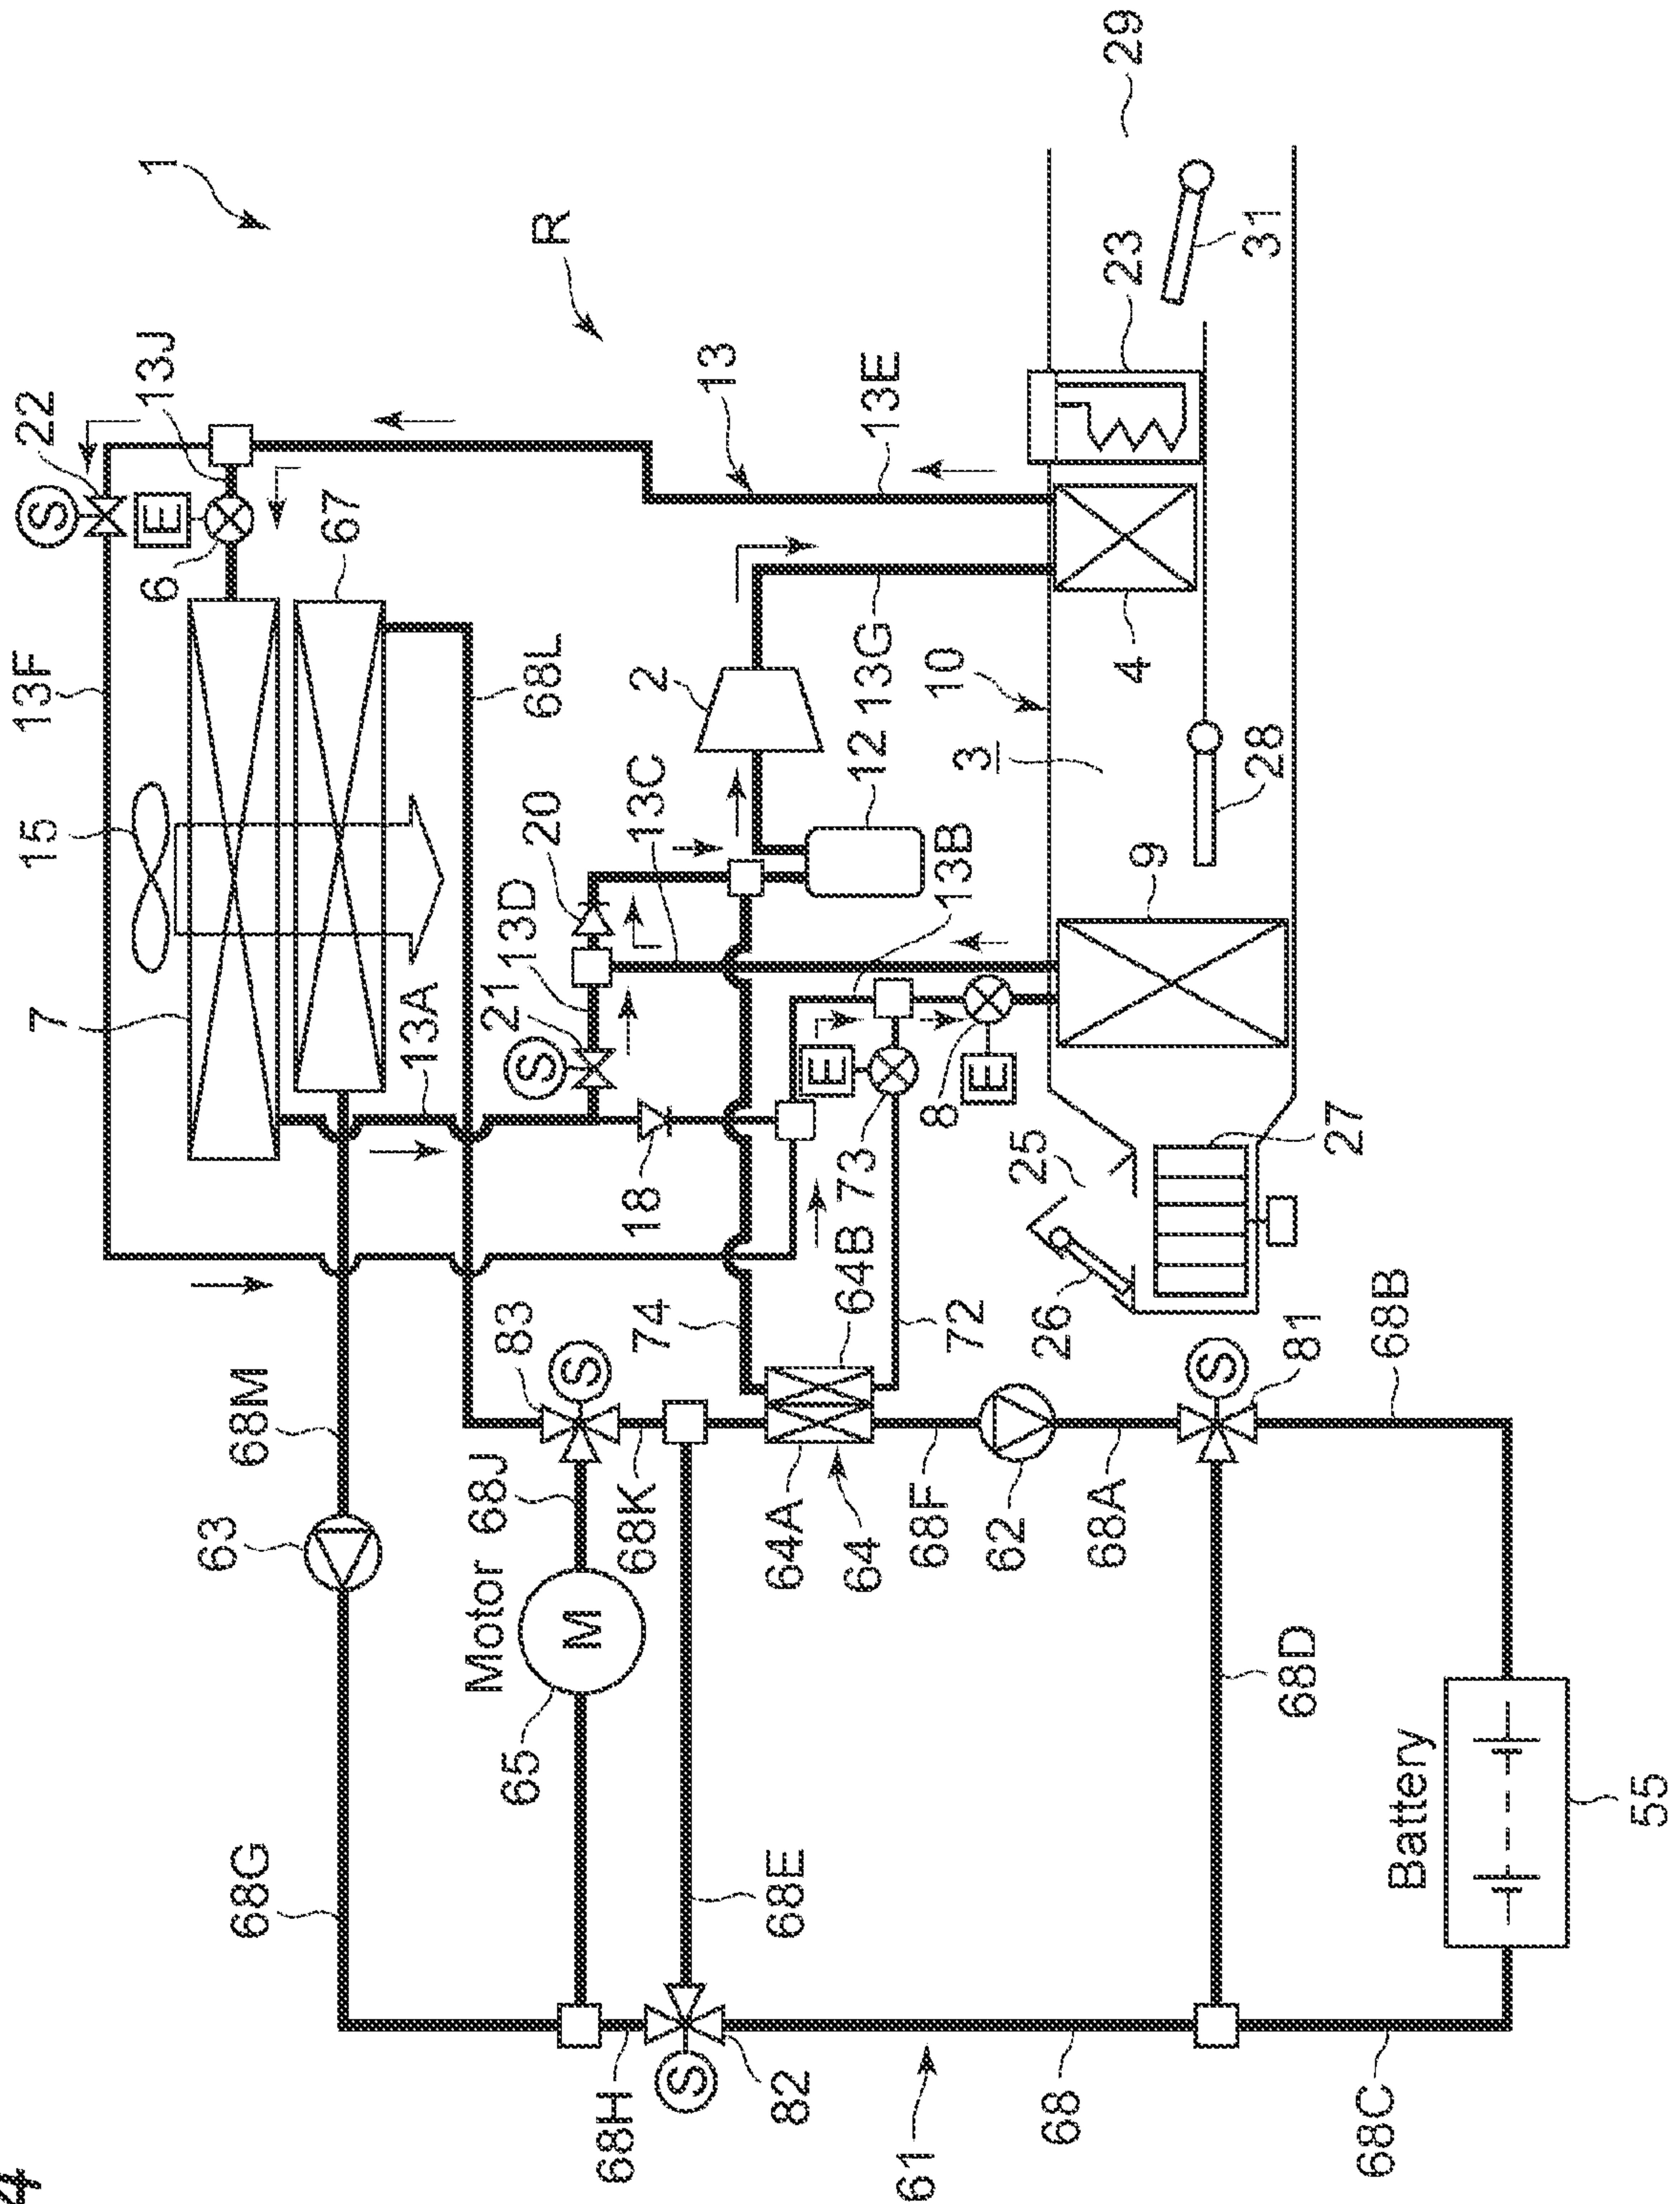 4
1
R
29
22
13J
S
E
6
67
13
13E
23
31
13F
15
7
68L
2
13G
10
3
4
28
20
13C
12
13B
9
13D
21
S
13A
E
8
E
18
73
25
26
27
64B
72
74
83
S
68M
63
68J
Motor
M
65
68K
64A
64
68F
62
68A
S
81
68B
68G
68E
68D
Battery
55
68H
S
82
61
68
68C